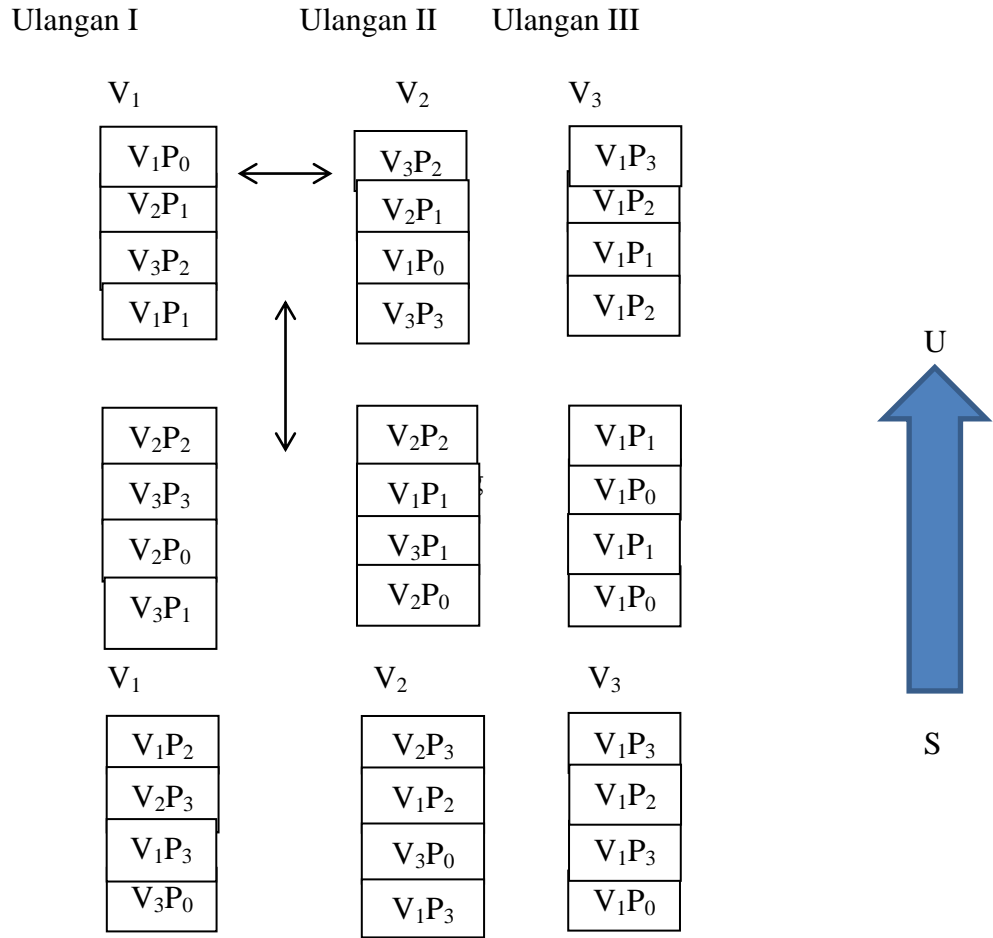 Ulangan I Ulangan II Ulangan III
V₁ V₂ V₃
V₁P₀ V₃P₂ V₁P₃
V₂P₁ V₂P₁ V₁P₂
V₃P₂ V₁P₀ V₁P₁
V₁P₁ V₃P₃ V₁P₂
U
V₂P₂ V₂P₂ V₁P₁
V₃P₃ V₁P₁ V₁P₀
V₂P₀ V₃P₁ V₁P₁
V₃P₁ V₂P₀ V₁P₀
V₁ V₂ V₃
V₁P₂ V₂P₃ V₁P₃ S
V₂P₃ V₁P₂ V₁P₂
V₁P₃ V₃P₀ V₁P₃
V₃P₀ V₁P₃ V₁P₀